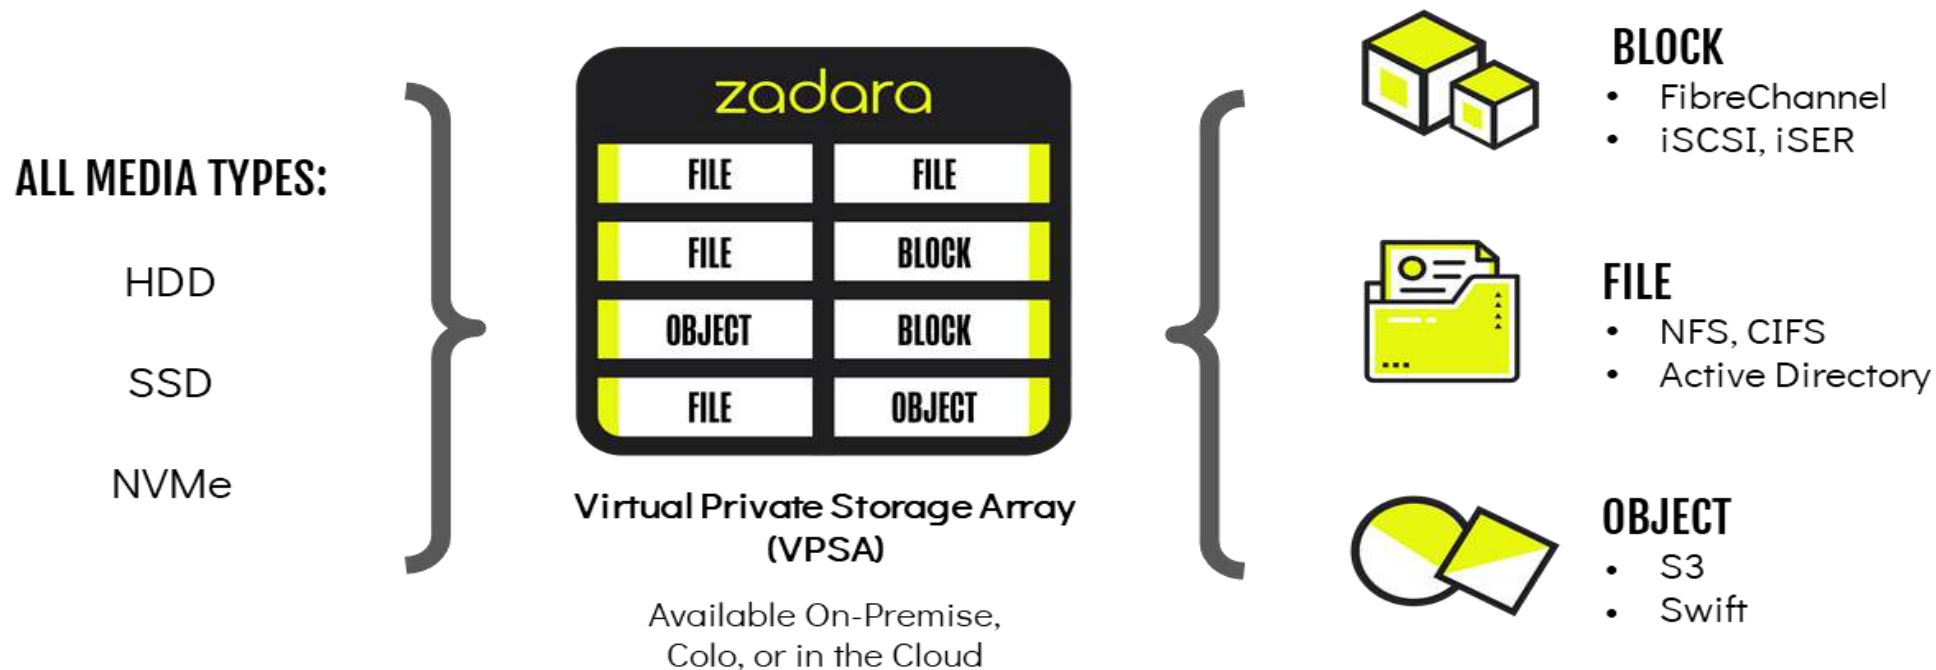 ALL MEDIA TYPES:
HDD
SSD
NVMe
zadara
FILE FILE
FILE BLOCK
OBJECT BLOCK
FILE OBJECT
Virtual Private Storage Array
(VPSA)
Available On-Premise,
Colo, or in the Cloud
BLOCK
• FibreChannel
• iSCSI, iSER
FILE
• NFS, CIFS
• Active Directory
OBJECT
• S3
• Swift